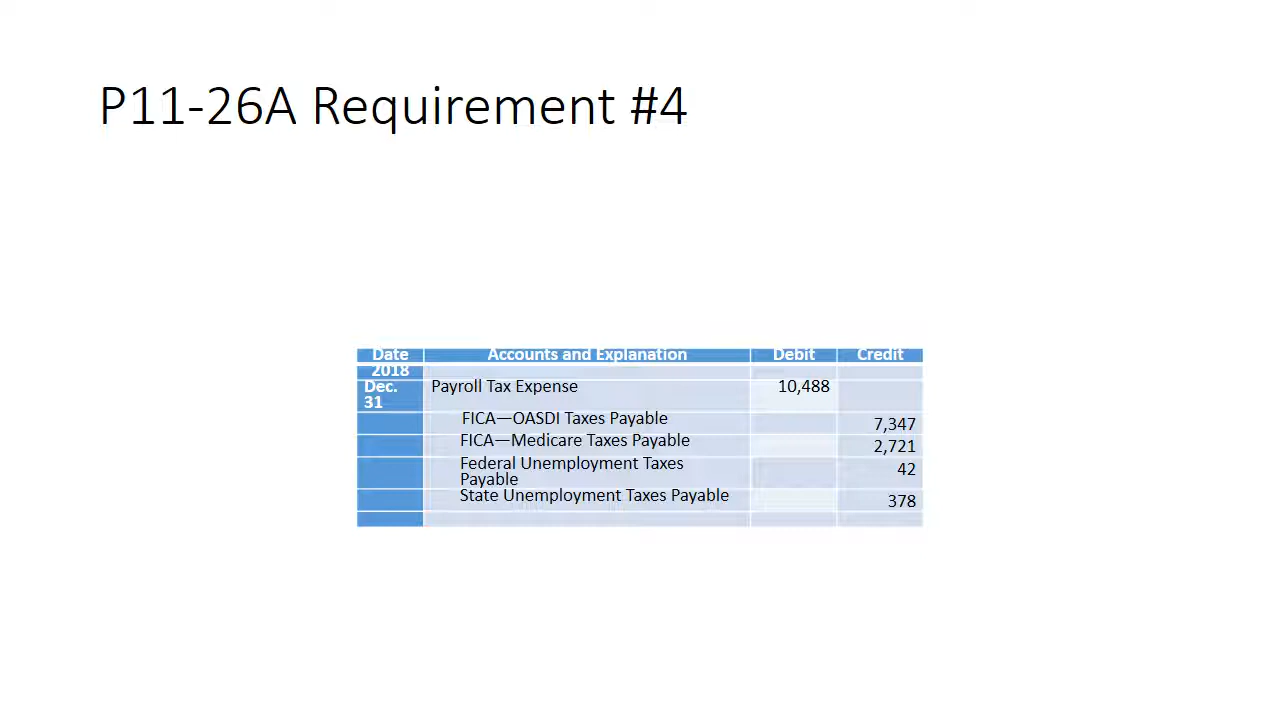 P11-26A Requirement #4
Date Accounts and Explanation Debit Credit
2018
Dec. 31 Payroll Tax Expense 10,488
FICA—OASDI Taxes Payable 7,347
FICA—Medicare Taxes Payable 2,721
Federal Unemployment Taxes Payable 42
State Unemployment Taxes Payable 378